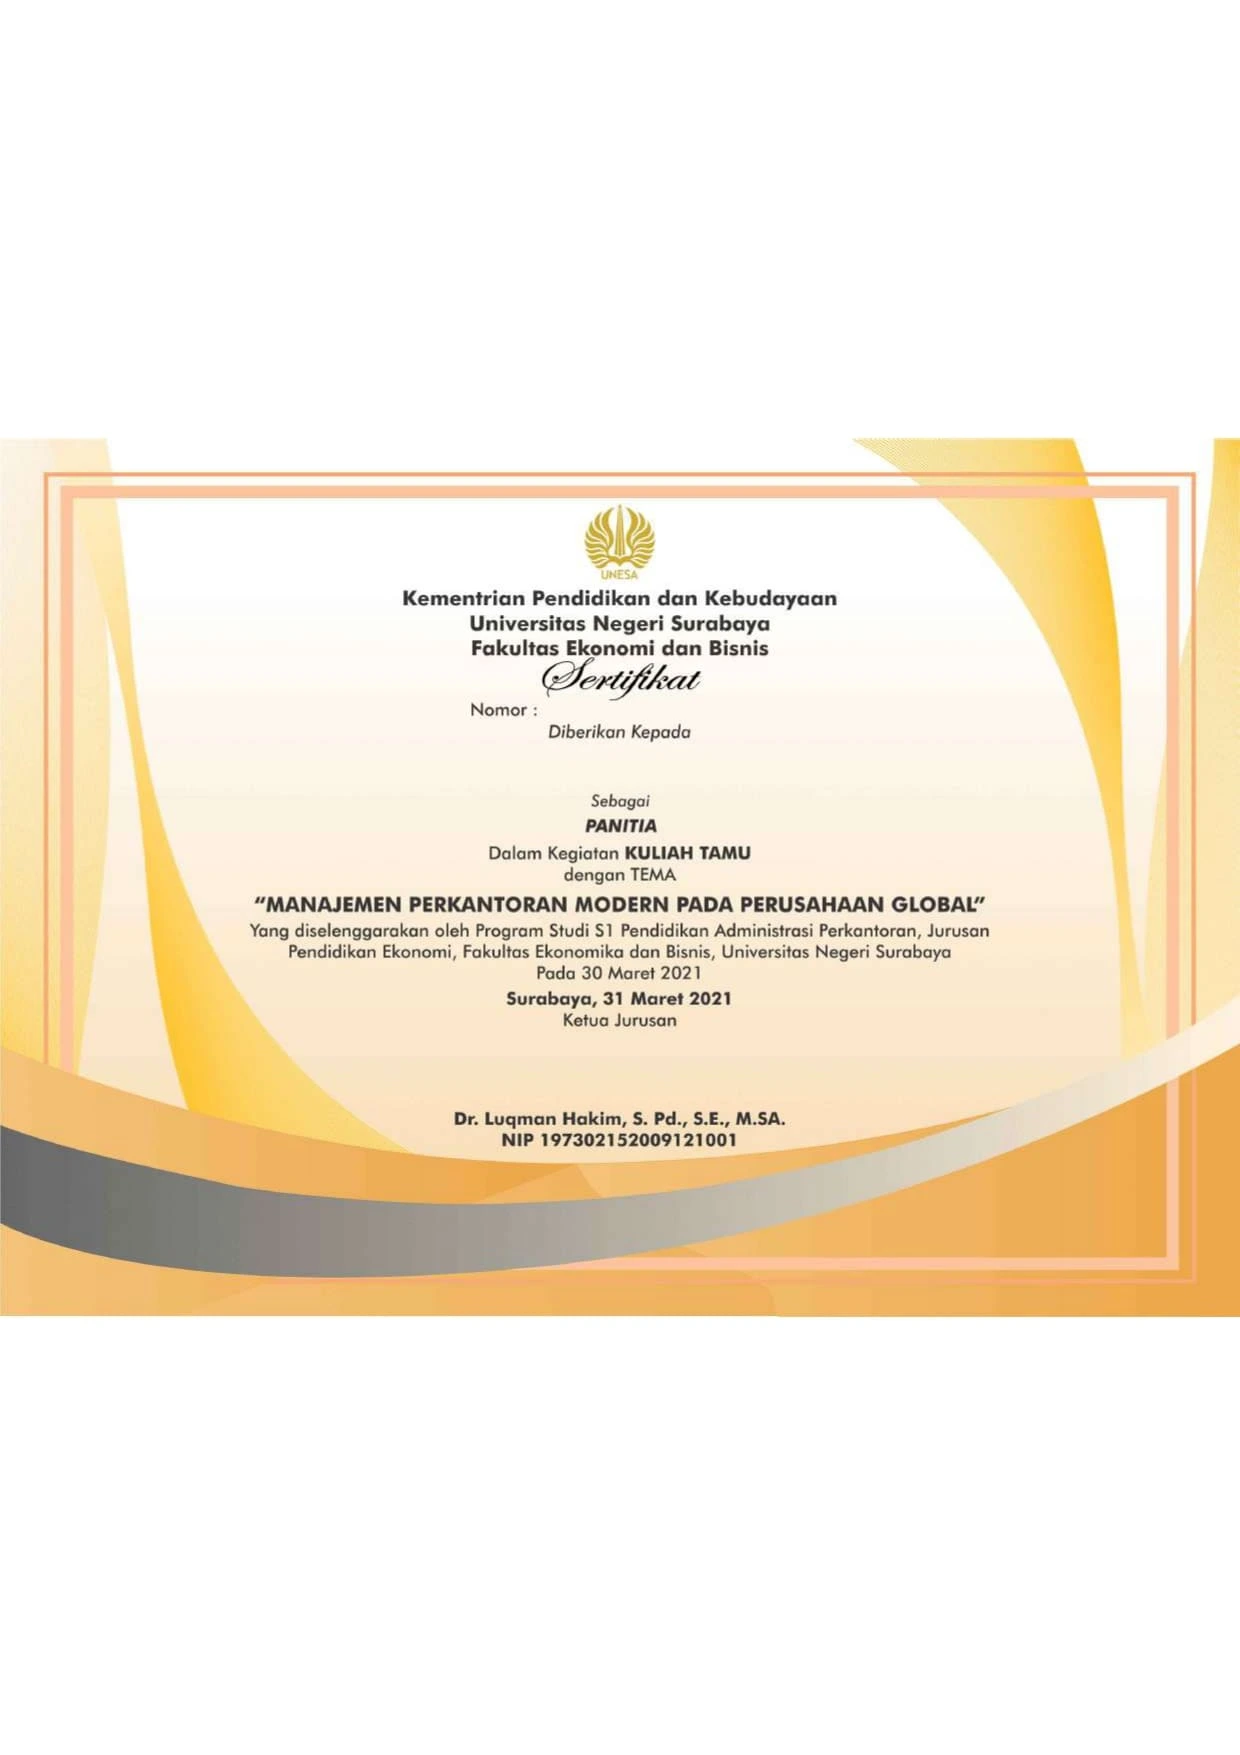 UNESA
Kementrian Pendidikan dan Kebudayaan
Universitas Negeri Surabaya
Fakultas Ekonomi dan Bisnis
Sertifikat
Nomor :
Diberikan Kepada
Sebagai
PANITIA
Dalam Kegiatan KULIAH TAMU
dengan TEMA
“MANAJEMEN PERKANTORAN MODERN PADA PERUSAHAAN GLOBAL”
Yang diselenggarakan oleh Program Studi S1 Pendidikan Administrasi Perkantoran, Jurusan
Pendidikan Ekonomi, Fakultas Ekonomika dan Bisnis, Universitas Negeri Surabaya
Pada 30 Maret 2021
Surabaya, 31 Maret 2021
Ketua Jurusan
Dr. Luqman Hakim, S. Pd., S.E., M.SA.
NIP 197302152009121001